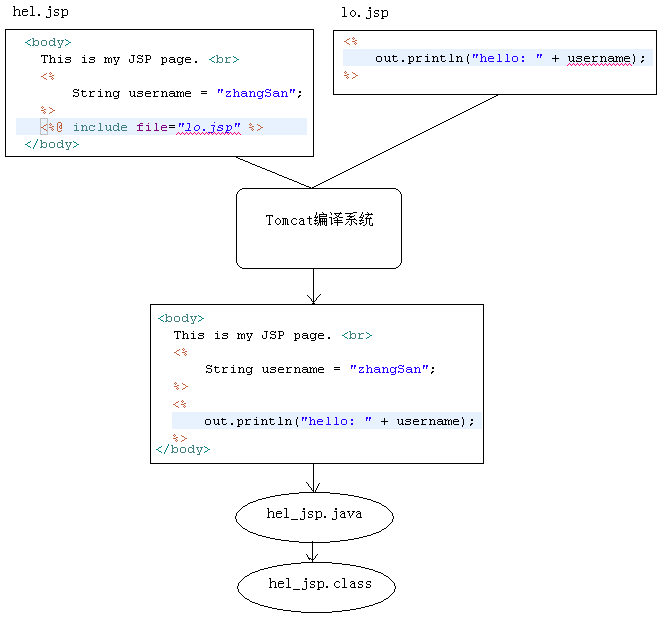 hel.jsp
<body>
This is my JSP page. <br>
<%
String username = "zhangSan";
%>
<%@ include file="lo.jsp" %>
</body>
lo.jsp
<%
out.println("hello: " + username);
%>
Tomcat编译系统
<body>
This is my JSP page. <br>
<%
String username = "zhangSan";
%>
<%
out.println("hello: " + username);
%>
</body>
hel_jsp.java
hel_jsp.class